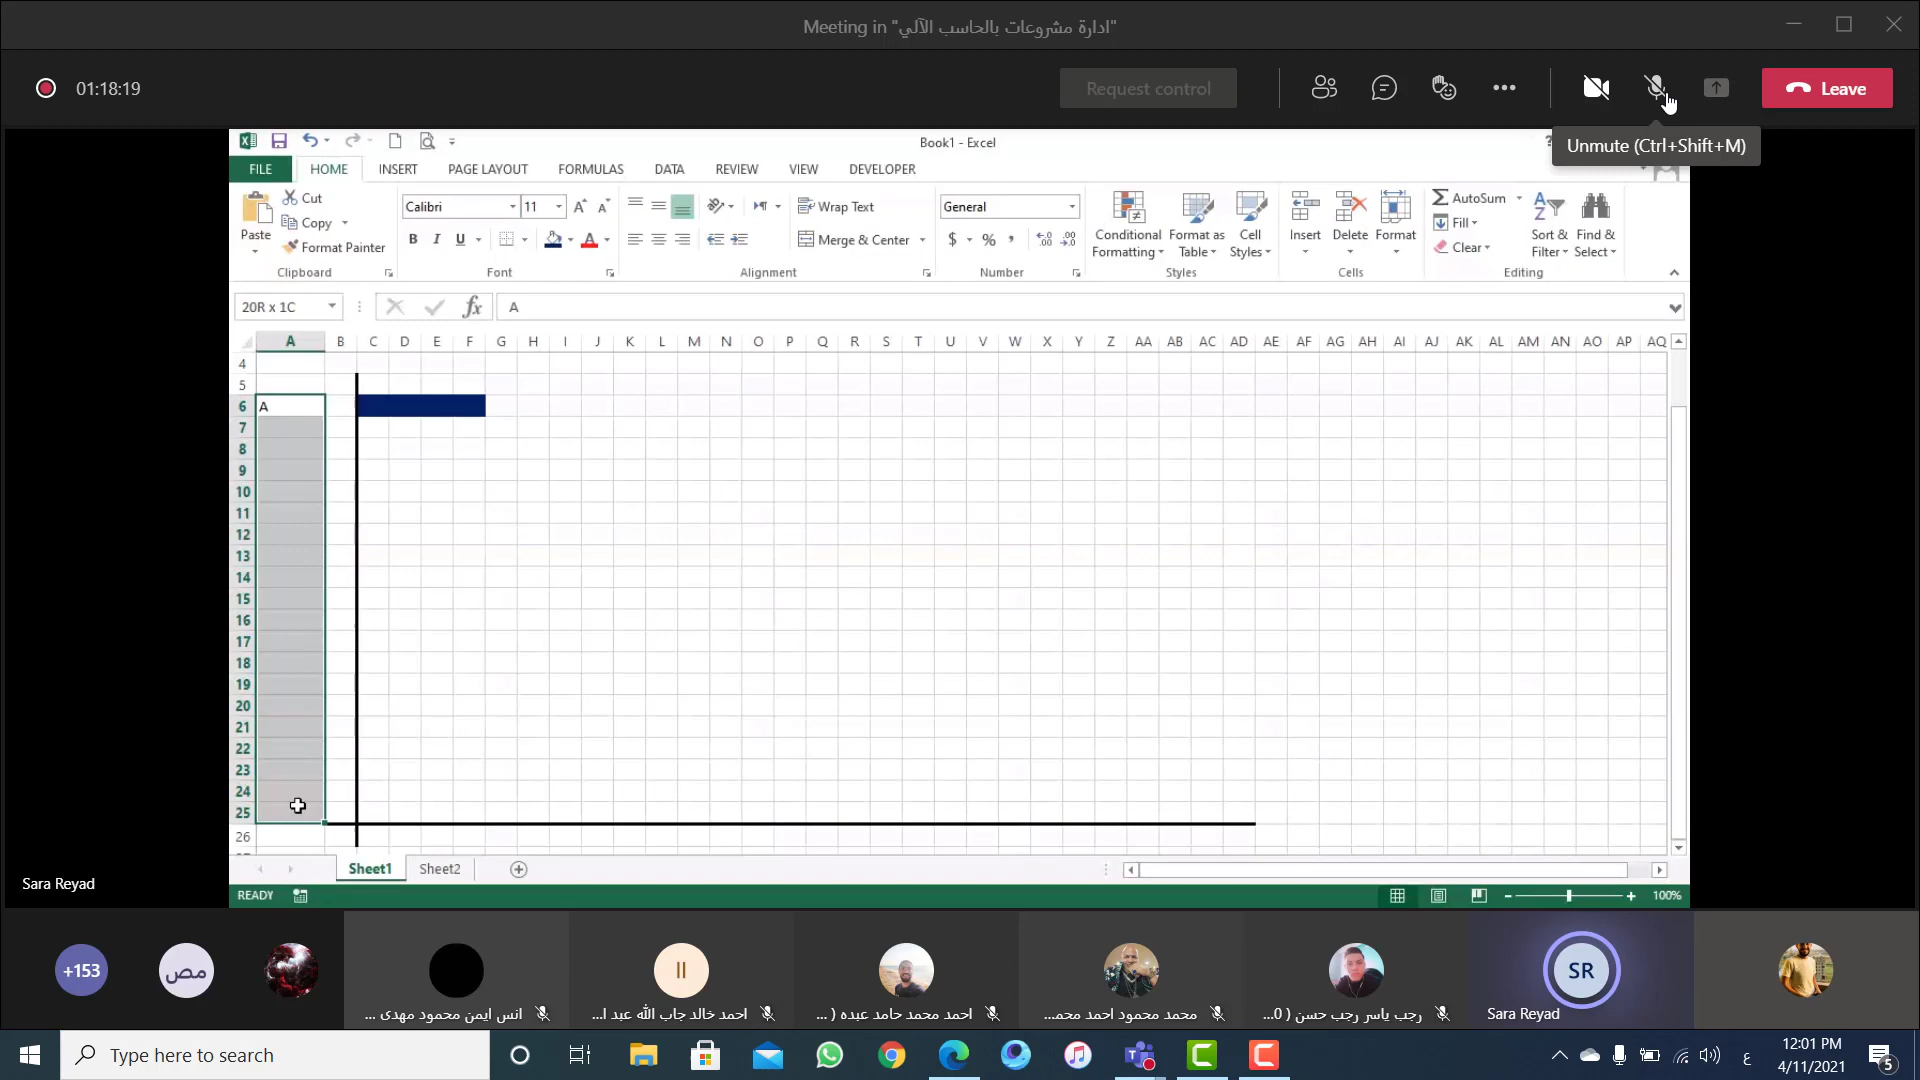 Meeting in "ادارة مشروعات بالحاسب الآلي"
01:18:19
Request control
Leave
Unmute (Ctrl+Shift+M)
Book1 - Excel
FILE HOME INSERT PAGE LAYOUT FORMULAS DATA REVIEW VIEW DEVELOPER
Paste
Cut
Copy
Format Painter
Clipboard
Calibri 11
B I U
Font
Wrap Text
Merge & Center
Alignment
General
$ % ,
Number
Conditional Formatting
Format as Table
Cell Styles
Styles
Insert Delete Format
Cells
AutoSum
Fill
Clear
Sort & Filter
Find & Select
Editing
20R x 1C
fx
A
A B C D E F G H I J K L M N O P Q R S T U V W X Y Z AA AB AC AD AE AF AG AH AI AJ AK AL AM AN AO AP AQ
4
5
6 A
7
8
9
10
11
12
13
14
15
16
17
18
19
20
21
22
23
24
25
26
Sheet1 Sheet2
READY
100%
Sara Reyad
+153
مص
انس ايمن محمود مهدى ...
II
احمد خالد جاب الله عبد ا...
احمد محمد حامد عبده ( ...
محمد محمود احمد محمـ...
رجب ياسر رجب حسن ( 0...
SR
Sara Reyad
Type here to search
ع
12:01 PM
4/11/2021
5